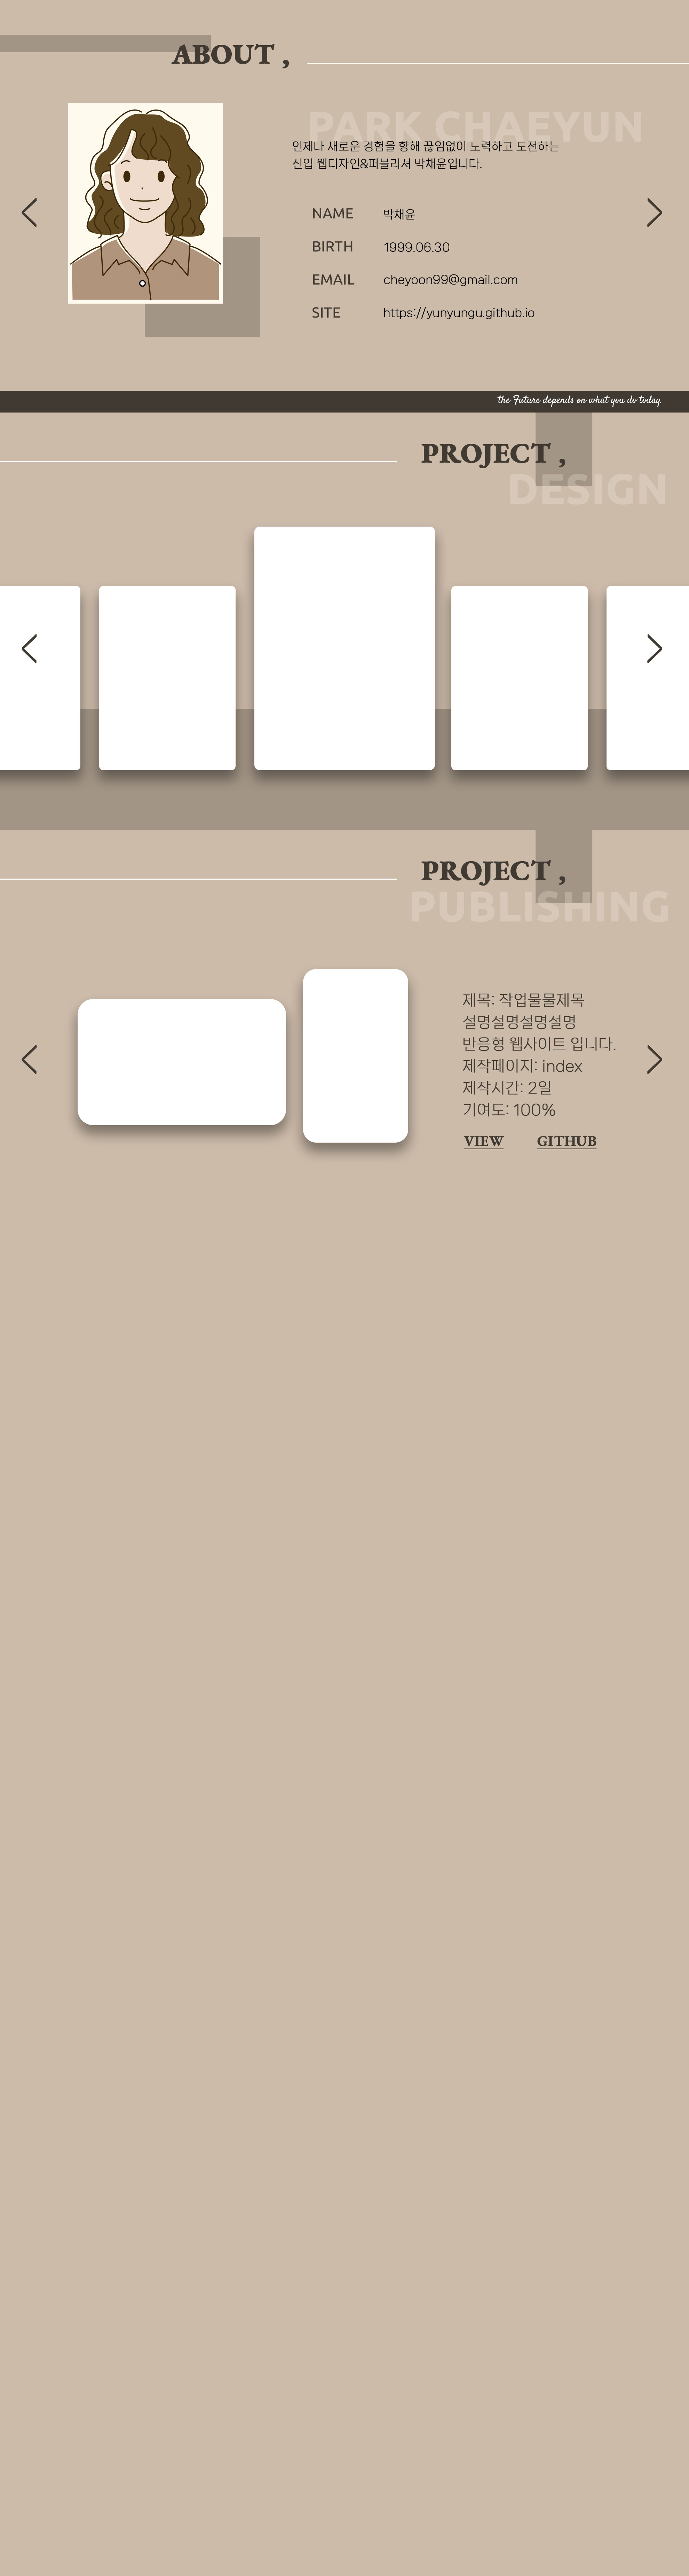 ABOUT ,
PARK CHAEYUN
언제나 새로운 경험을 향해 끊임없이 노력하고 도전하는
신입 웹디자인&퍼블리셔 박채윤입니다.
NAME 박채윤
BIRTH 1999.06.30
EMAIL cheyoon99@gmail.com
SITE https://yunyungu.github.io
the Future depends on what you do today.
PROJECT ,
DESIGN
PROJECT ,
PUBLISHING
제목: 작업물물제목
설명설명설명설명
반응형 웹사이트 입니다.
제작페이지: index
제작시간: 2일
기여도: 100%
VIEW GITHUB